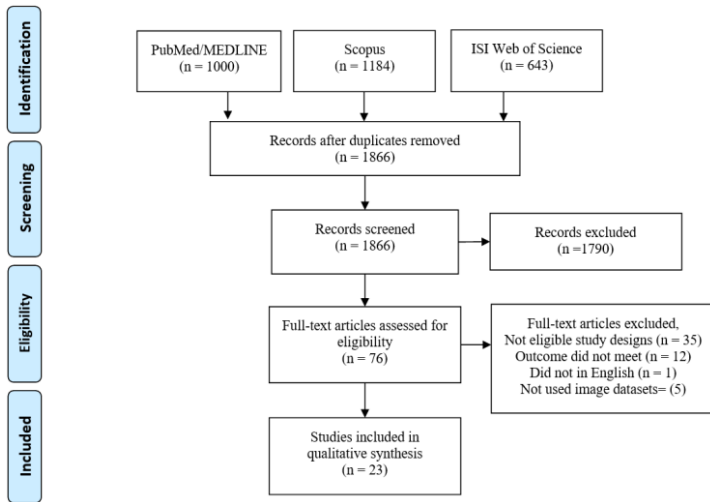 Identification
PubMed/MEDLINE
(n = 1000)
Scopus
(n = 1184)
ISI Web of Science
(n = 643)
Records after duplicates removed
(n = 1866)
Screening
Records screened
(n = 1866)
Records excluded
(n =1790)
Eligibility
Full-text articles assessed for
eligibility
(n = 76)
Full-text articles excluded,
Not eligible study designs (n = 35)
Outcome did not meet (n = 12)
Did not in English (n = 1)
Not used image datasets= (5)
Included
Studies included in
qualitative synthesis
(n = 23)